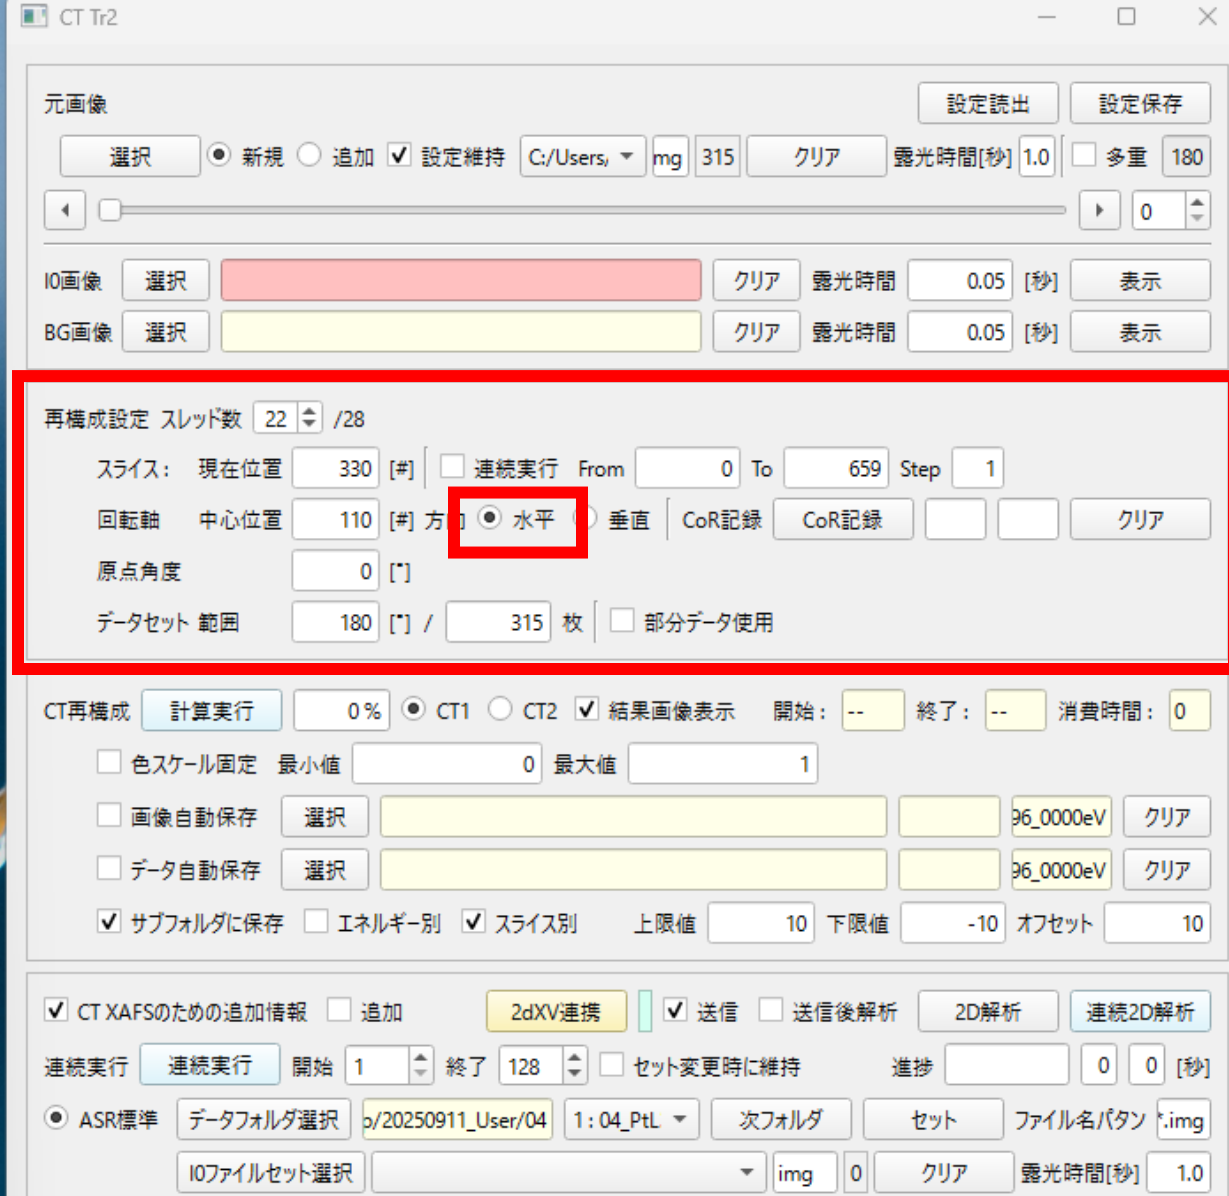 CT Tr2
元画像 設定読出 設定保存
選択 新規 追加 設定維持 C:/Users/ mg 315 クリア 露光時間[秒] 1.0 多重 180
0
I0画像 選択 クリア 露光時間 0.05 [秒] 表示
BG画像 選択 クリア 露光時間 0.05 [秒] 表示
再構成設定 スレッド数 22 /28
スライス: 現在位置 330 [#] 連続実行 From 0 To 659 Step 1
回転軸 中心位置 110 [#] 方向 水平 垂直 CoR記録 CoR記録 クリア
原点角度 0 [°]
データセット 範囲 180 [°] / 315 枚 部分データ使用
CT再構成 計算実行 0 % CT1 CT2 結果画像表示 開始: -- 終了: -- 消費時間: 0
色スケール固定 最小値 0 最大値 1
画像自動保存 選択 96_0000eV クリア
データ自動保存 選択 96_0000eV クリア
サブフォルダに保存 エネルギー別 スライス別 上限値 10 下限値 -10 オフセット 10
CT XAFSのための追加情報 追加 2dXV連携 送信 送信後解析 2D解析 連続2D解析
連続実行 連続実行 開始 1 終了 128 セット変更時に維持 進捗 0 0 [秒]
ASR標準 データフォルダ選択 o/20250911_User/04 1 : 04_PtL 次フォルダ セット ファイル名パタン *.img
I0ファイルセット選択 img 0 クリア 露光時間[秒] 1.0